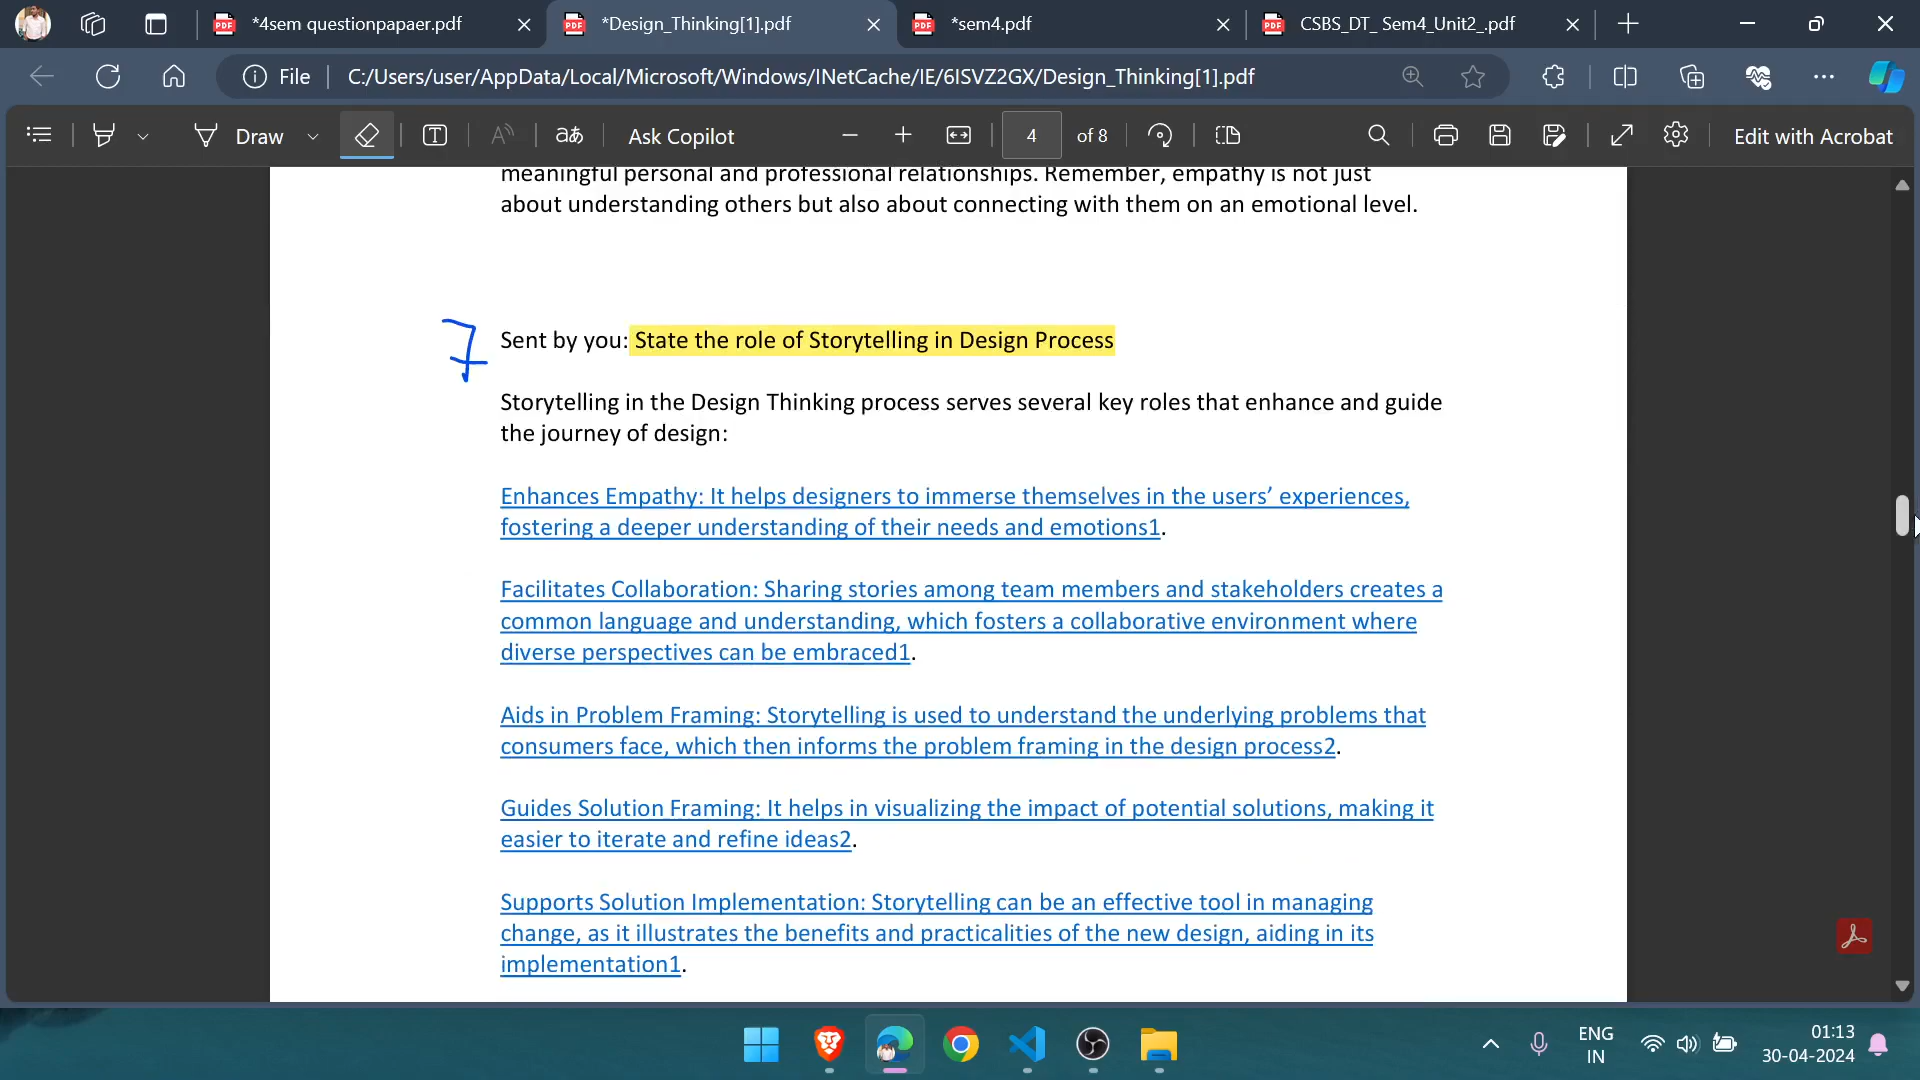 *4sem questionpapaer.pdf
*Design_Thinking[1].pdf
*sem4.pdf
CSBS_DT_ Sem4_Unit2_.pdf
File
C:/Users/user/AppData/Local/Microsoft/Windows/INetCache/IE/6ISVZ2GX/Design_Thinking[1].pdf
Draw
Ask Copilot
4 of 8
Edit with Acrobat
meaningful personal and professional relationships. Remember, empathy is not just
about understanding others but also about connecting with them on an emotional level.
7
Sent by you: State the role of Storytelling in Design Process
Storytelling in the Design Thinking process serves several key roles that enhance and guide
the journey of design:
Enhances Empathy: It helps designers to immerse themselves in the users’ experiences,
fostering a deeper understanding of their needs and emotions1.
Facilitates Collaboration: Sharing stories among team members and stakeholders creates a
common language and understanding, which fosters a collaborative environment where
diverse perspectives can be embraced1.
Aids in Problem Framing: Storytelling is used to understand the underlying problems that
consumers face, which then informs the problem framing in the design process2.
Guides Solution Framing: It helps in visualizing the impact of potential solutions, making it
easier to iterate and refine ideas2.
Supports Solution Implementation: Storytelling can be an effective tool in managing
change, as it illustrates the benefits and practicalities of the new design, aiding in its
implementation1.
ENG
IN
01:13
30-04-2024